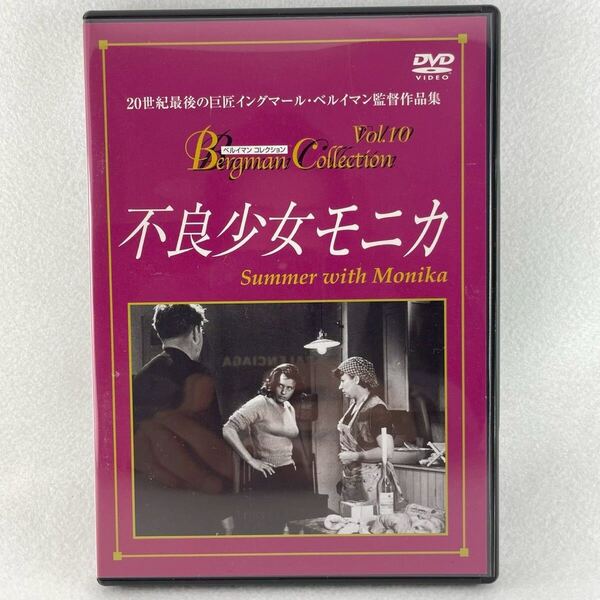 DVD
VIDEO
20世紀最後の巨匠イングマール・ベルイマン監督作品集
Vol.10
ベルイマン コレクション
Bergman Collection
不良少女モニカ
Summer with Monika
BALENCIAGA